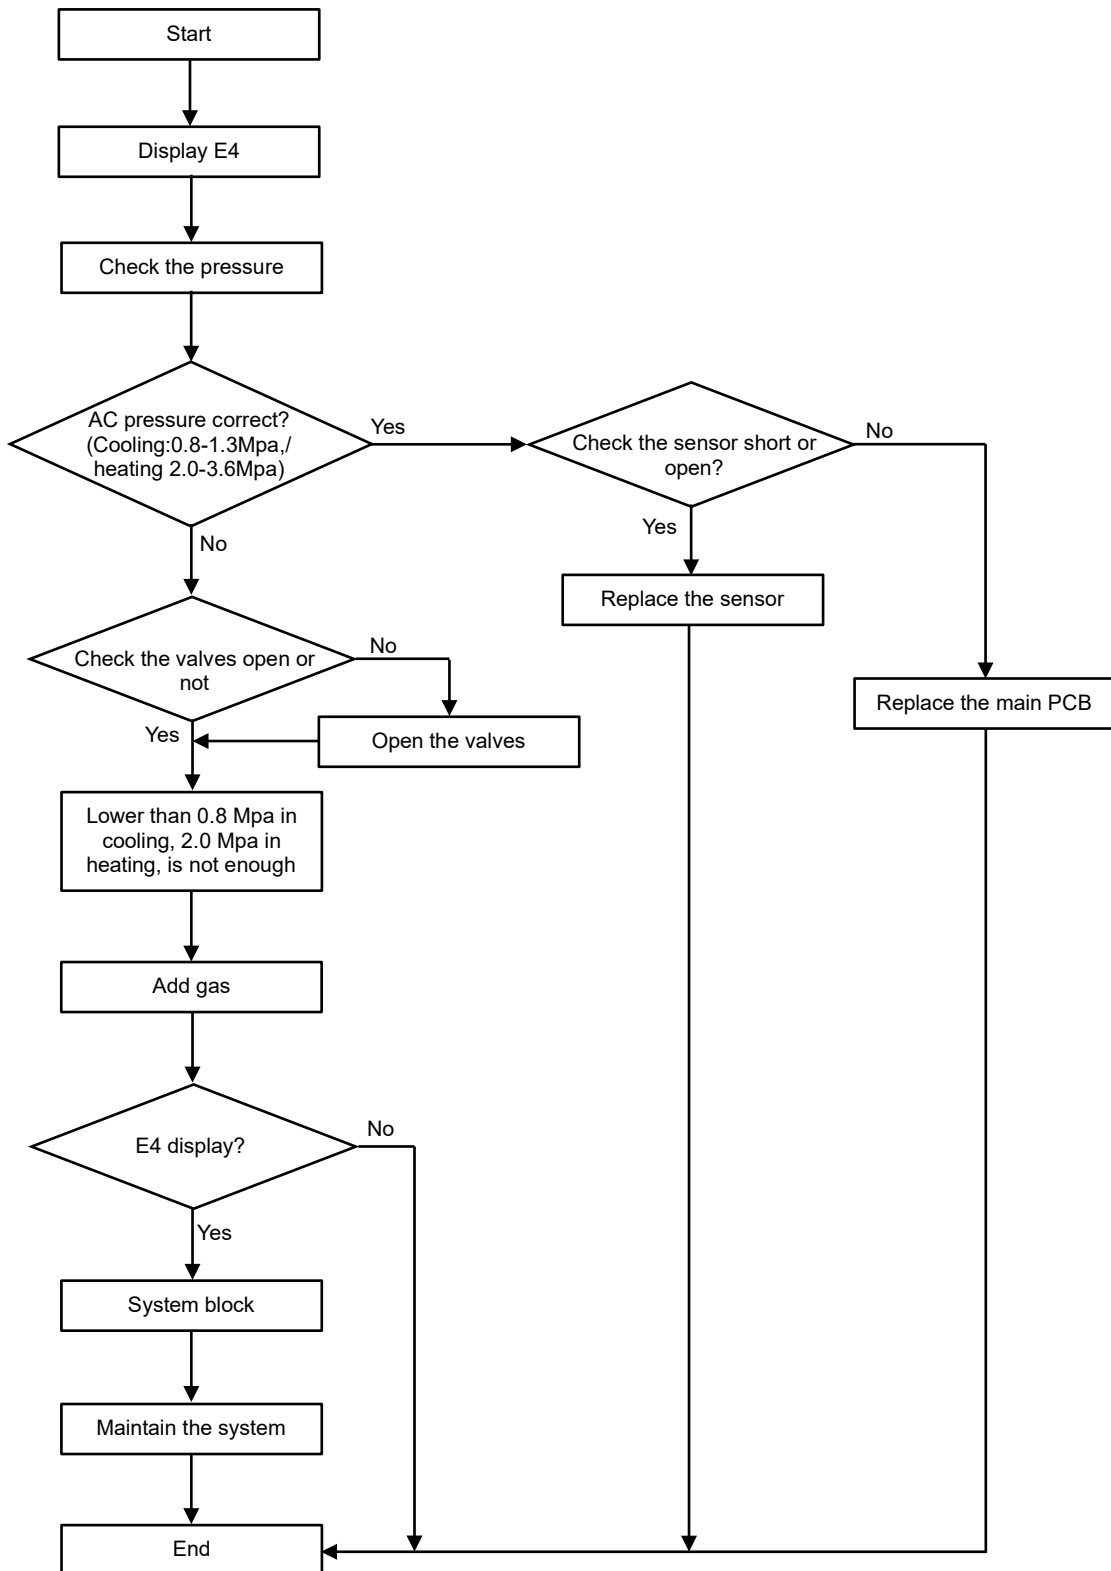 Start
Display E4
Check the pressure
AC pressure correct?
(Cooling:0.8-1.3Mpa,/
heating 2.0-3.6Mpa)
Yes
Check the sensor short or
open?
No
No
Yes
Replace the sensor
Check the valves open or
not
No
Replace the main PCB
Yes
Open the valves
Lower than 0.8 Mpa in
cooling, 2.0 Mpa in
heating, is not enough
Add gas
E4 display?
No
Yes
System block
Maintain the system
End